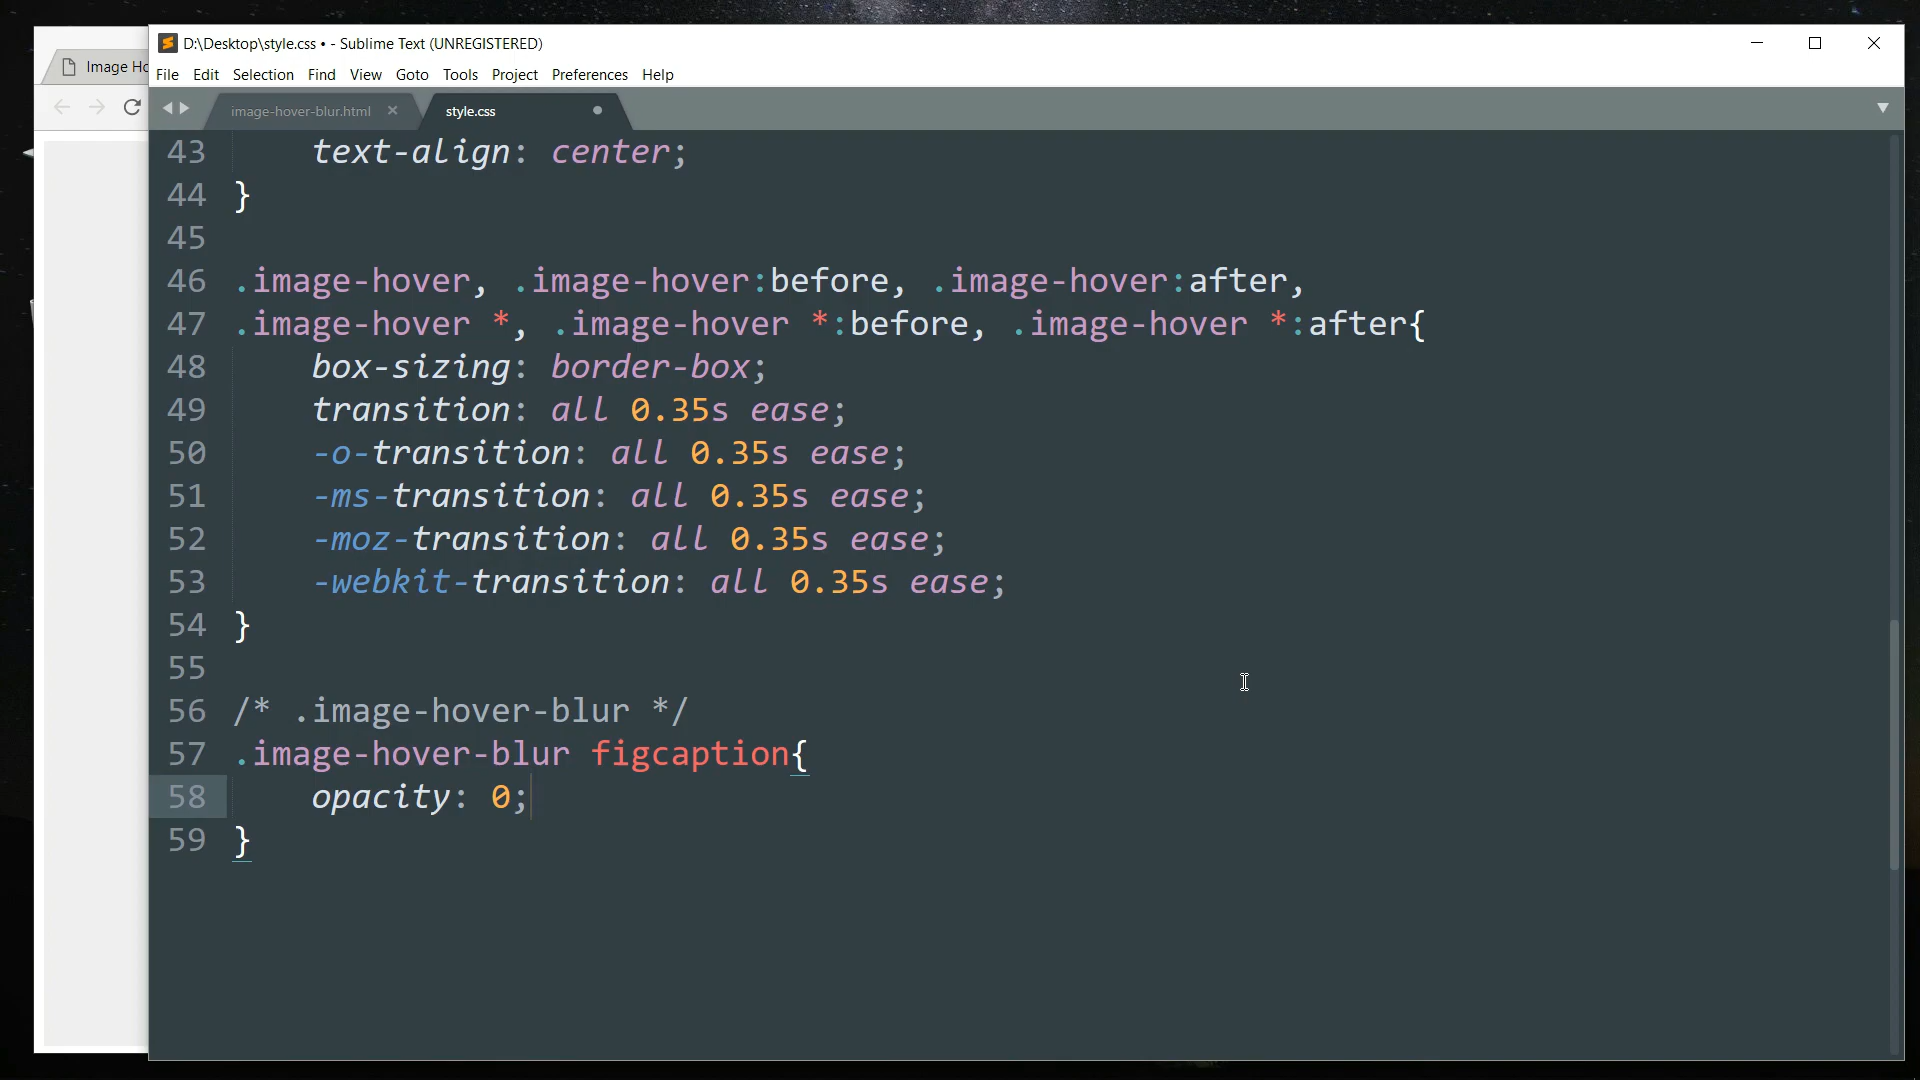 D:\Desktop\style.css • - Sublime Text (UNREGISTERED)
Image Ho
File Edit Selection Find View Goto Tools Project Preferences Help
image-hover-blur.html
style.css
43 text-align: center;
44 }
45
46 .image-hover, .image-hover:before, .image-hover:after,
47 .image-hover *, .image-hover *:before, .image-hover *:after{
48 box-sizing: border-box;
49 transition: all 0.35s ease;
50 -o-transition: all 0.35s ease;
51 -ms-transition: all 0.35s ease;
52 -moz-transition: all 0.35s ease;
53 -webkit-transition: all 0.35s ease;
54 }
55
56 /* .image-hover-blur */
57 .image-hover-blur figcaption{
58 opacity: 0;
59 }